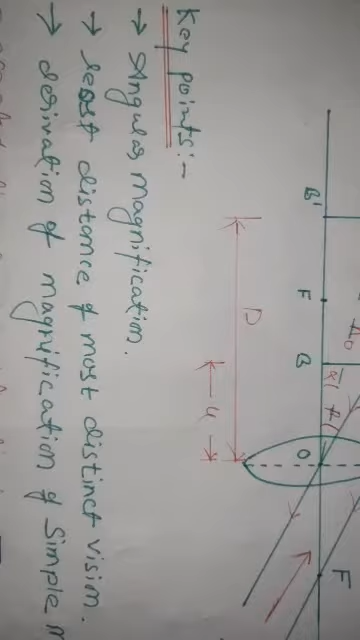 Key points:-
→ Angular magnification.
→ least distance of most distinct vision.
→ derivation of magnification of Simple
B'
F
B
O
F
D
u